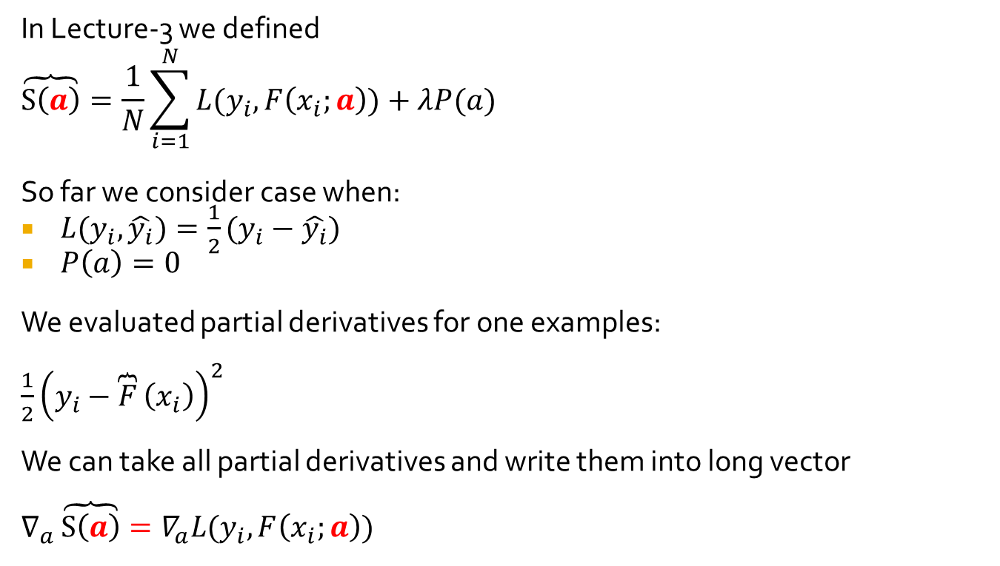 In Lecture-3 we defined
$\overbrace{S(\boldsymbol{a})} = \frac{1}{N}\sum_{i=1}^{N} L(y_i, F(x_i; \boldsymbol{a})) + \lambda P(a)$
So far we consider case when:
▪ $L(y_i, \widehat{y_i}) = \frac{1}{2}(y_i - \widehat{y_i})$
▪ $P(a) = 0$
We evaluated partial derivatives for one examples:
$\frac{1}{2}\left(y_i - \overbrace{F}(x_i)\right)^2$
We can take all partial derivatives and write them into long vector
$\nabla_a \overbrace{S(\boldsymbol{a})} = \nabla_a L(y_i, F(x_i; \boldsymbol{a}))$